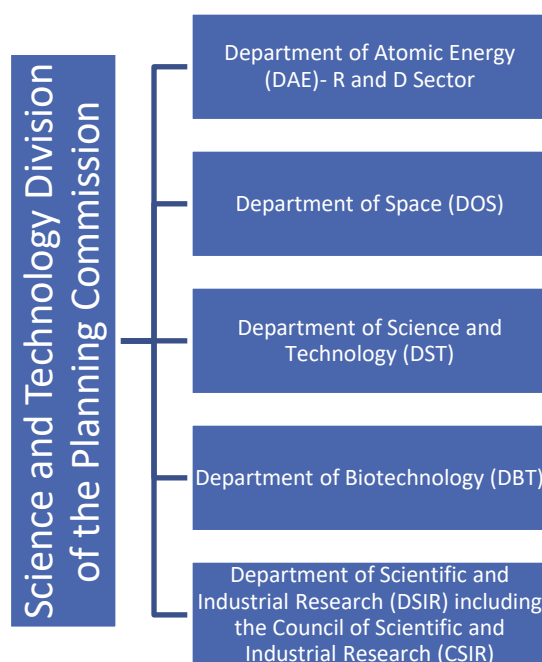 Science and Technology Division
of the Planning Commission
Department of Atomic Energy
(DAE)- R and D Sector
Department of Space (DOS)
Department of Science and
Technology (DST)
Department of Biotechnology (DBT)
Department of Scientific and
Industrial Research (DSIR) including
the Council of Scientific and
Industrial Research (CSIR)